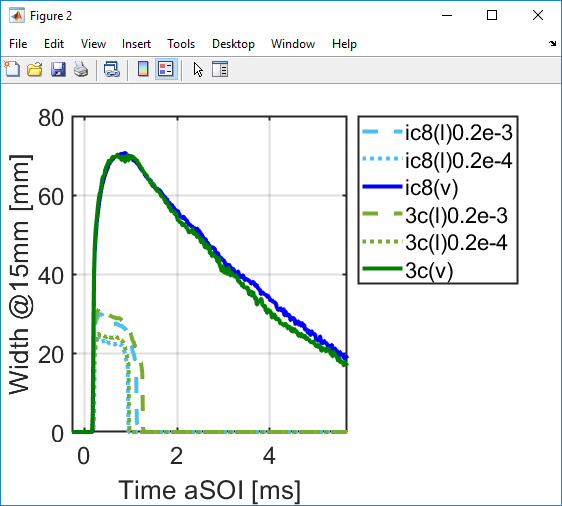 Figure 2
File Edit View Insert Tools Desktop Window Help
80
60
40
20
0
0 2 4
Width @15mm [mm]
Time aSOI [ms]
ic8(l)0.2e-3
ic8(l)0.2e-4
ic8(v)
3c(l)0.2e-3
3c(l)0.2e-4
3c(v)